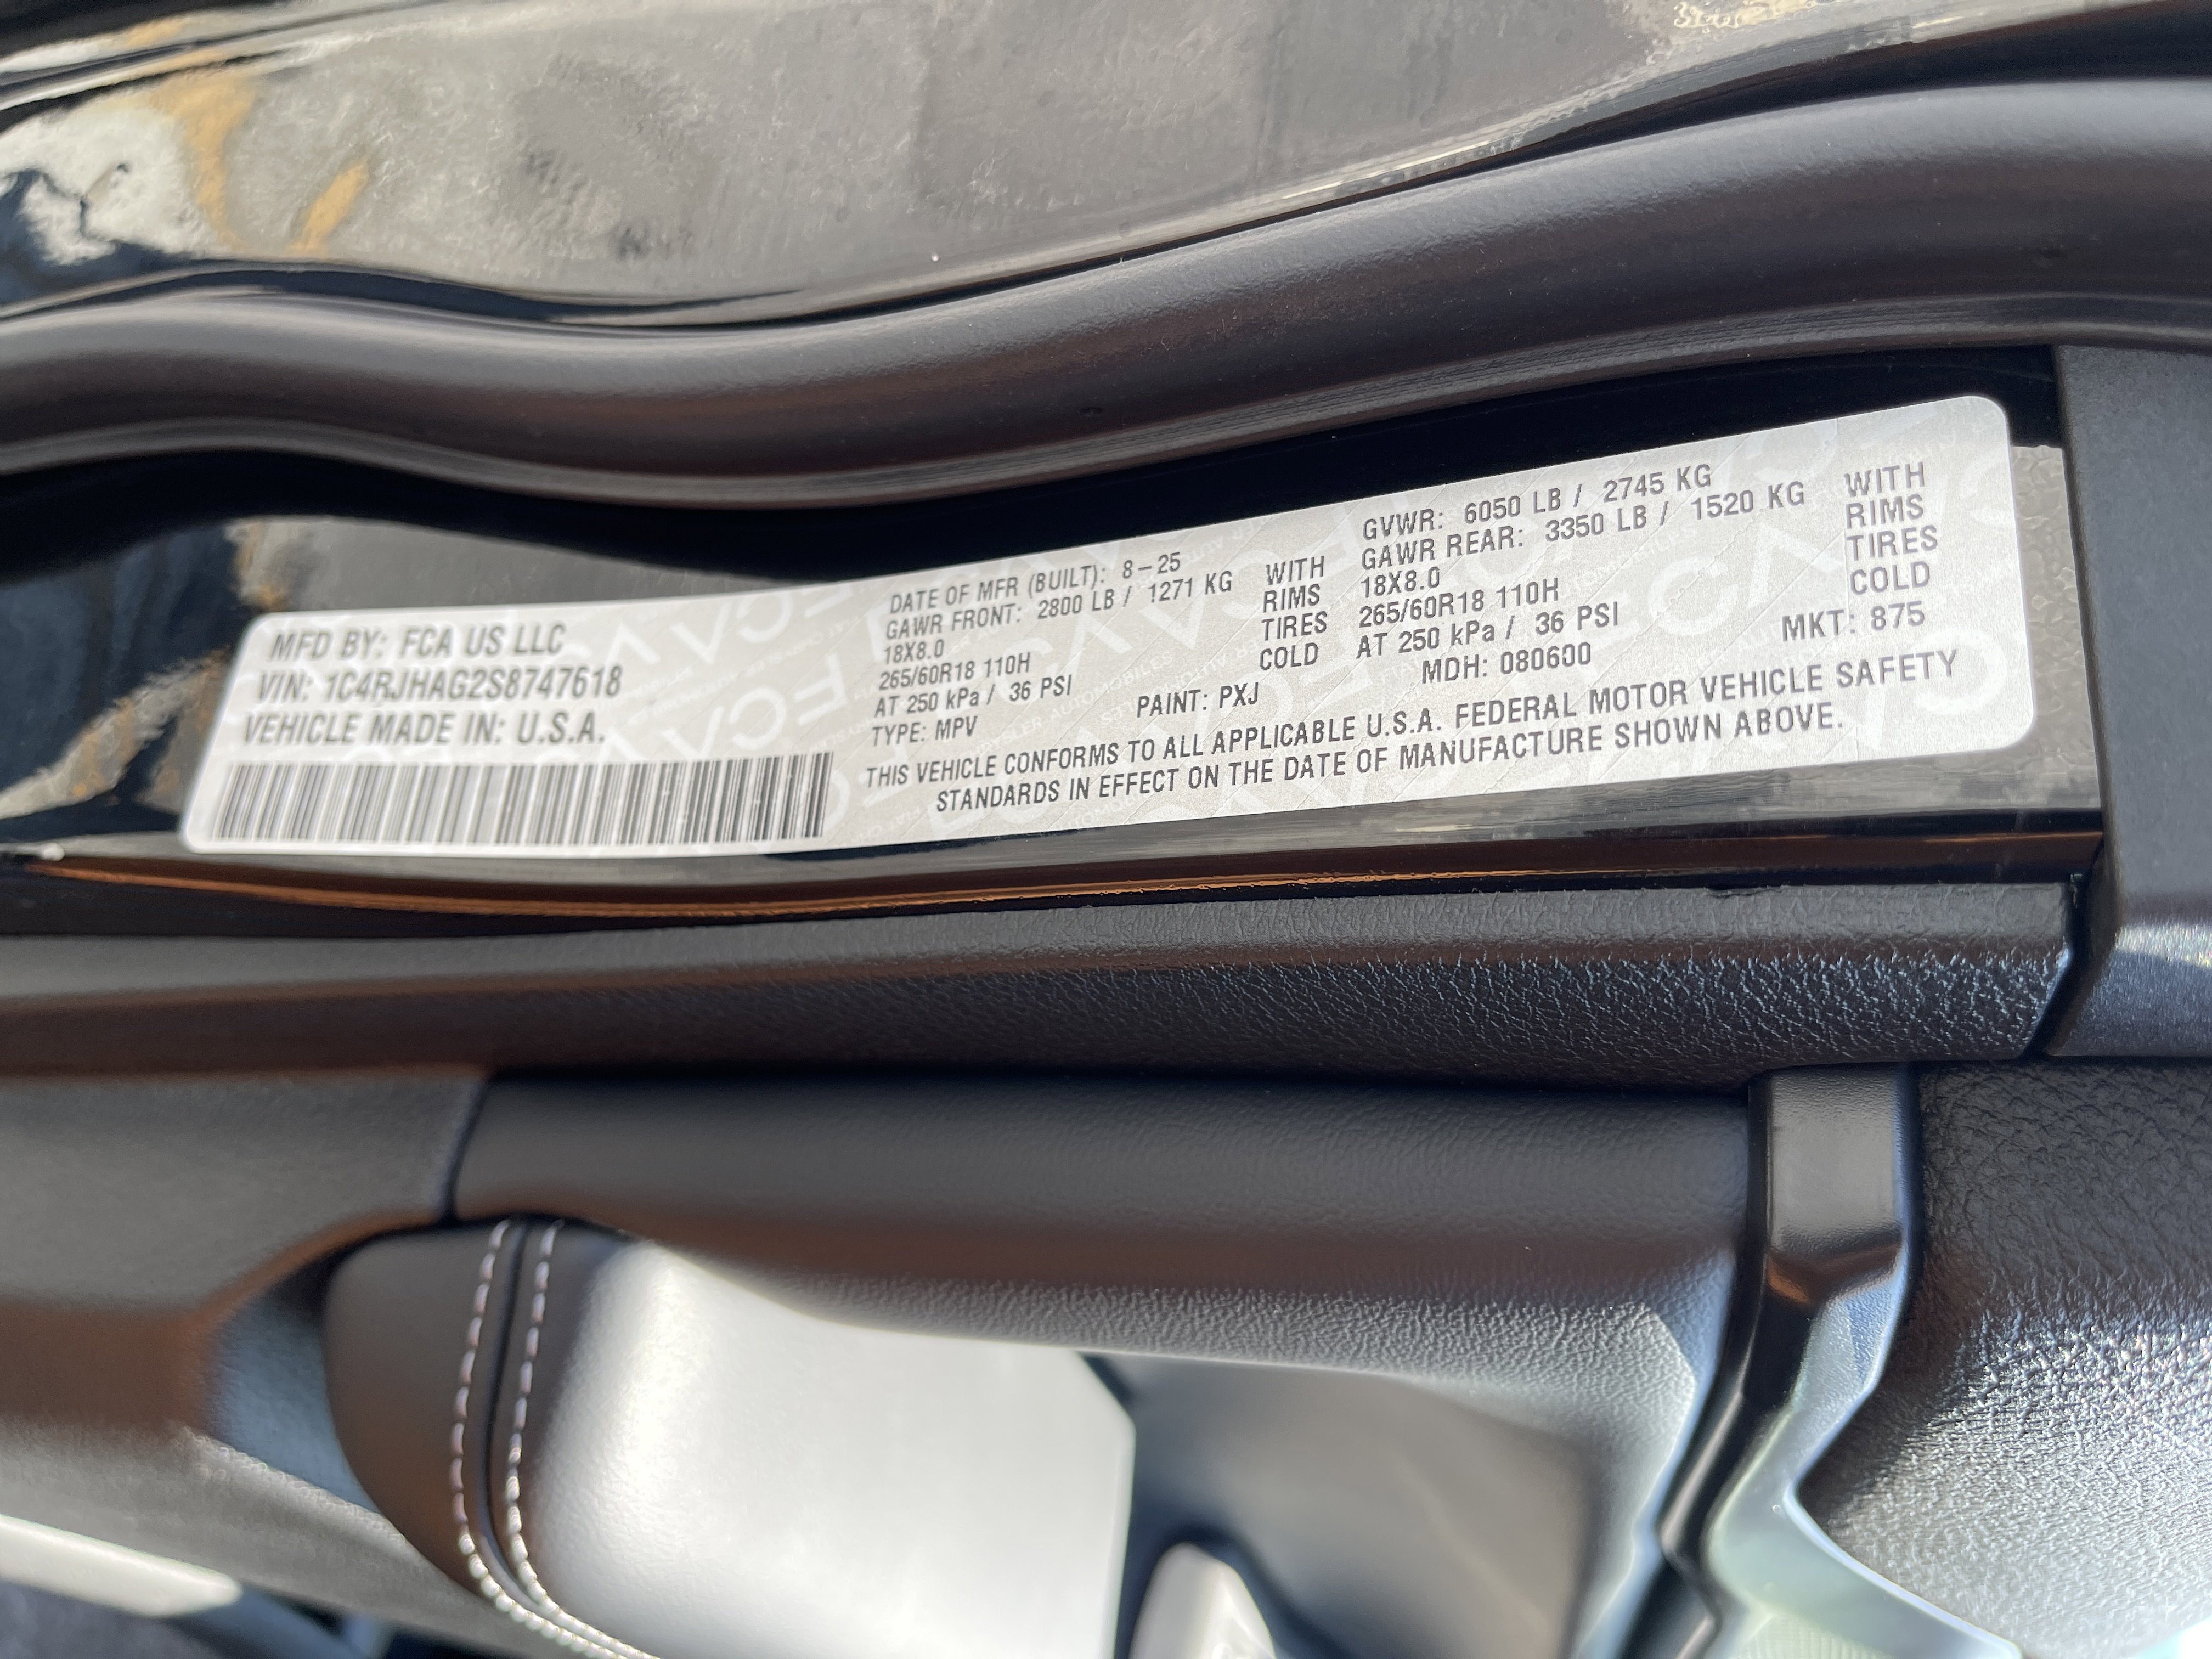 MFD BY: FCA US LLC
VIN: 1C4RJHAG2S8747618
VEHICLE MADE IN: U.S.A.
DATE OF MFR (BUILT): 8-25
GAWR FRONT: 2800 LB / 1271 KG WITH
18X8.0 RIMS
265/60R18 110H TIRES
AT 250 kPa / 36 PSI COLD
GVWR: 6050 LB / 2745 KG
GAWR REAR: 3350 LB / 1520 KG WITH
18X8.0 RIMS
265/60R18 110H TIRES
AT 250 kPa / 36 PSI COLD
TYPE: MPV PAINT: PXJ MDH: 080600 MKT: 875
THIS VEHICLE CONFORMS TO ALL APPLICABLE U.S.A. FEDERAL MOTOR VEHICLE SAFETY
STANDARDS IN EFFECT ON THE DATE OF MANUFACTURE SHOWN ABOVE.